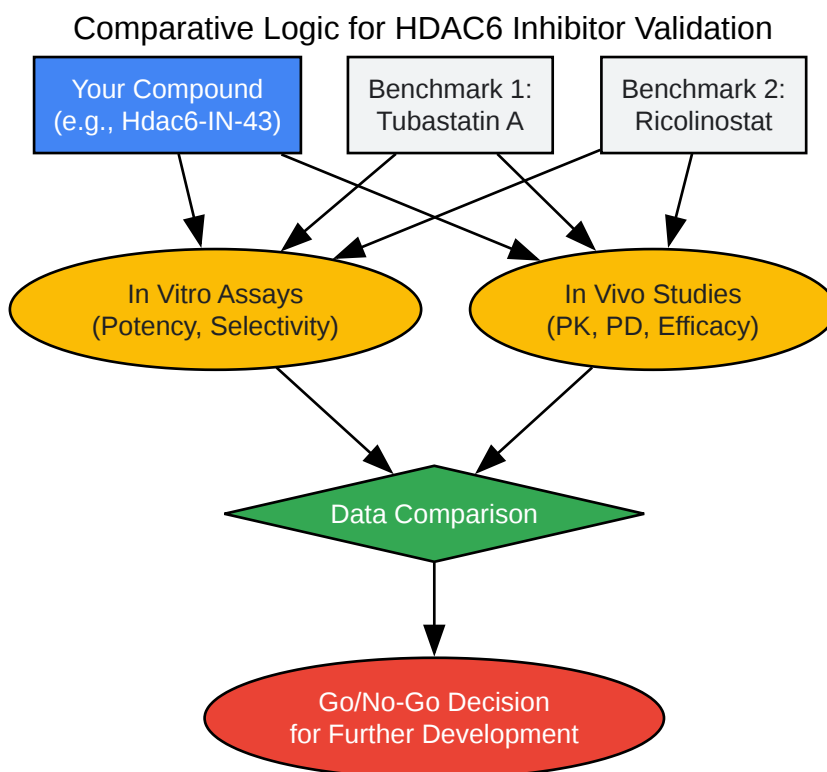 Comparative Logic for HDAC6 Inhibitor Validation
Your Compound
(e.g., Hdac6-IN-43)
Benchmark 1:
Tubastatin A
Benchmark 2:
Ricolinostat
In Vitro Assays
(Potency, Selectivity)
In Vivo Studies
(PK, PD, Efficacy)
Data Comparison
Go/No-Go Decision
for Further Development